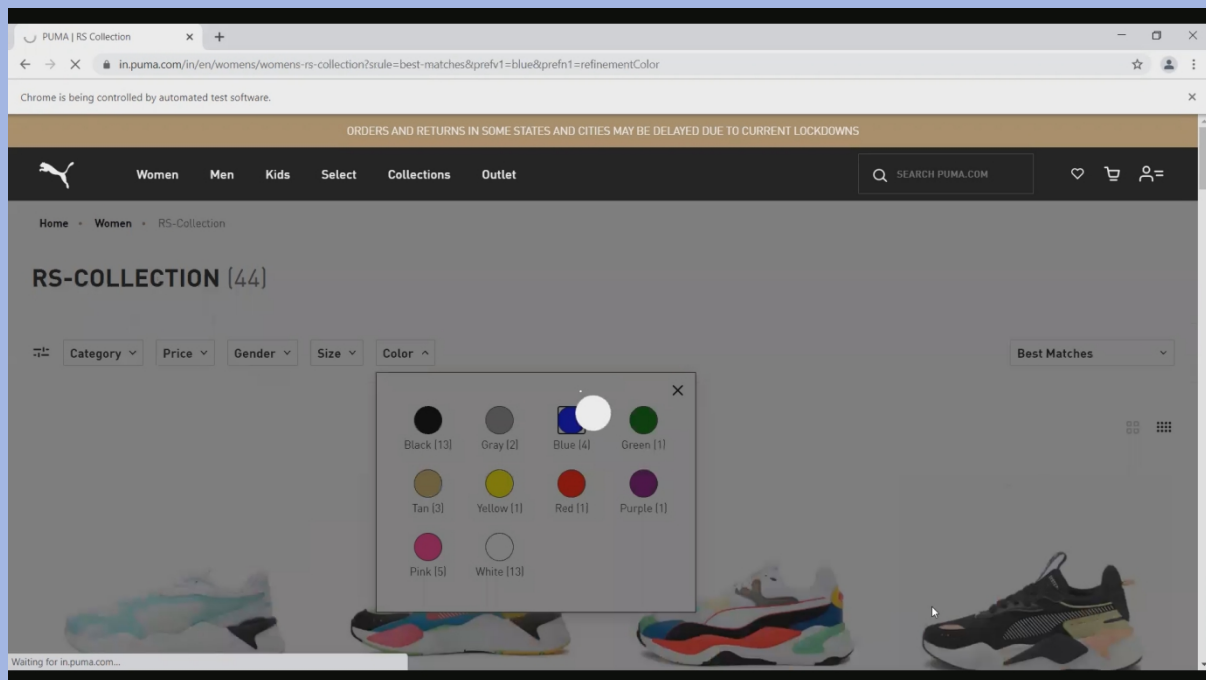 PUMA | RS Collection
in.puma.com/in/en/womens/womens-rs-collection?srule=best-matches&prefv1=blue&prefn1=refinementColor
Chrome is being controlled by automated test software.
ORDERS AND RETURNS IN SOME STATES AND CITIES MAY BE DELAYED DUE TO CURRENT LOCKDOWNS
Women Men Kids Select Collections Outlet SEARCH PUMA.COM
Home Women RS-Collection
RS-COLLECTION (44)
Category Price Gender Size Color Best Matches
Black (13) Gray (2) Blue (4) Green (1)
Tan (3) Yellow (1) Red (1) Purple (1)
Pink (5) White (13)
Waiting for in.puma.com...